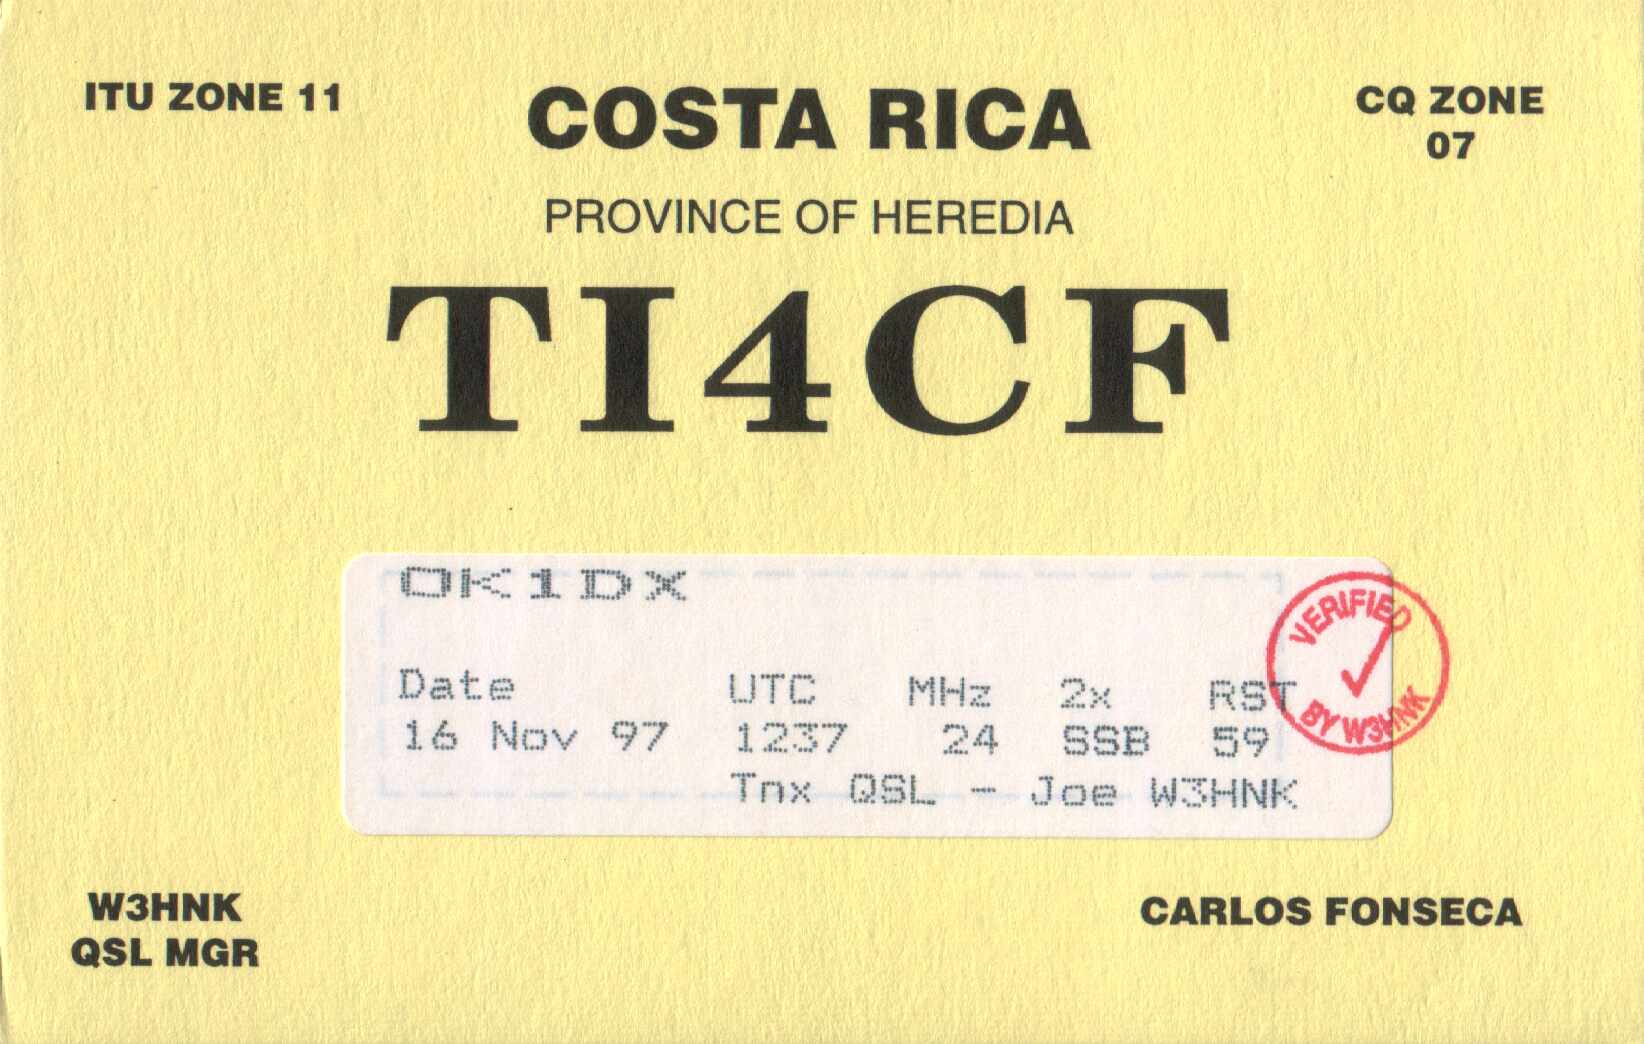 ITU ZONE 11
COSTA RICA
CQ ZONE
07
PROVINCE OF HEREDIA
TI4CF
OK1DX
Date UTC MHz 2x RST
16 Nov 97 1237 24 SSB 59
Tnx QSL - Joe W3HNK
VERIFIED
BY W3HNK
W3HNK
QSL MGR
CARLOS FONSECA